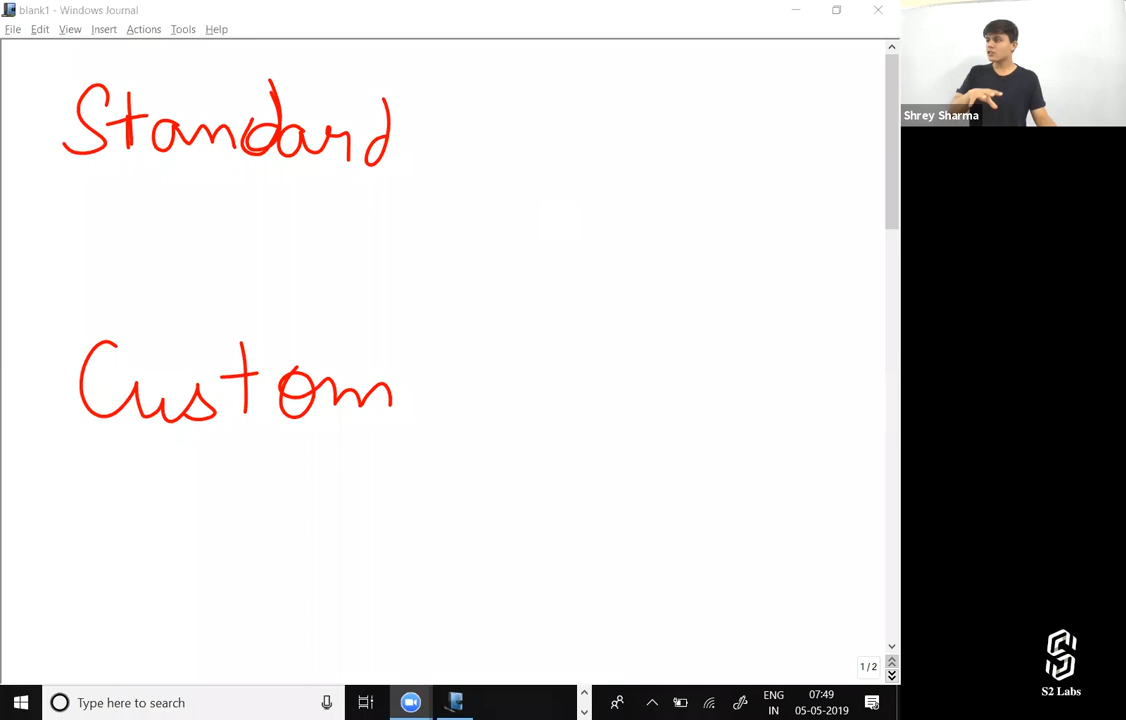 blank1 - Windows Journal
File Edit View Insert Actions Tools Help
Standard
Shrey Sharma
Custom
1 / 2
S2 Labs
Type here to search
ENG
IN
07:49
05-05-2019